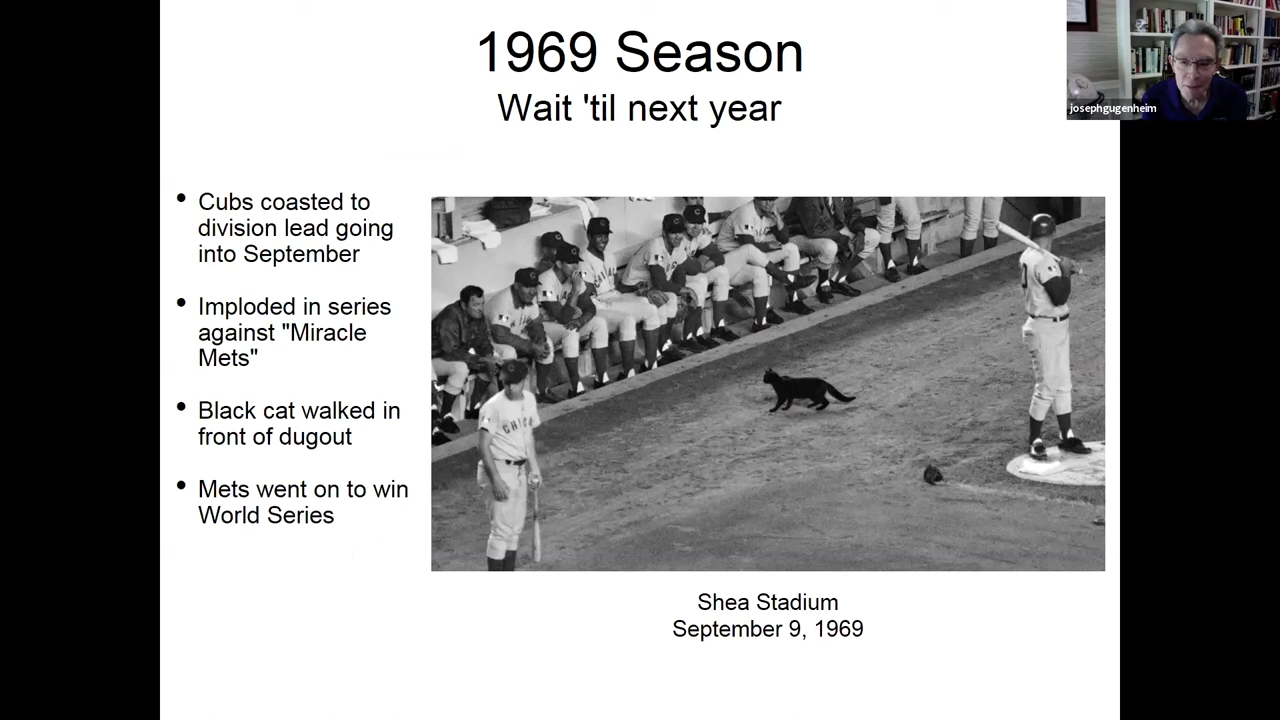 1969 Season
Wait 'til next year
josephgugenheim
• Cubs coasted to
division lead going
into September
• Imploded in series
against "Miracle
Mets"
• Black cat walked in
front of dugout
• Mets went on to win
World Series
CHICA
Shea Stadium
September 9, 1969